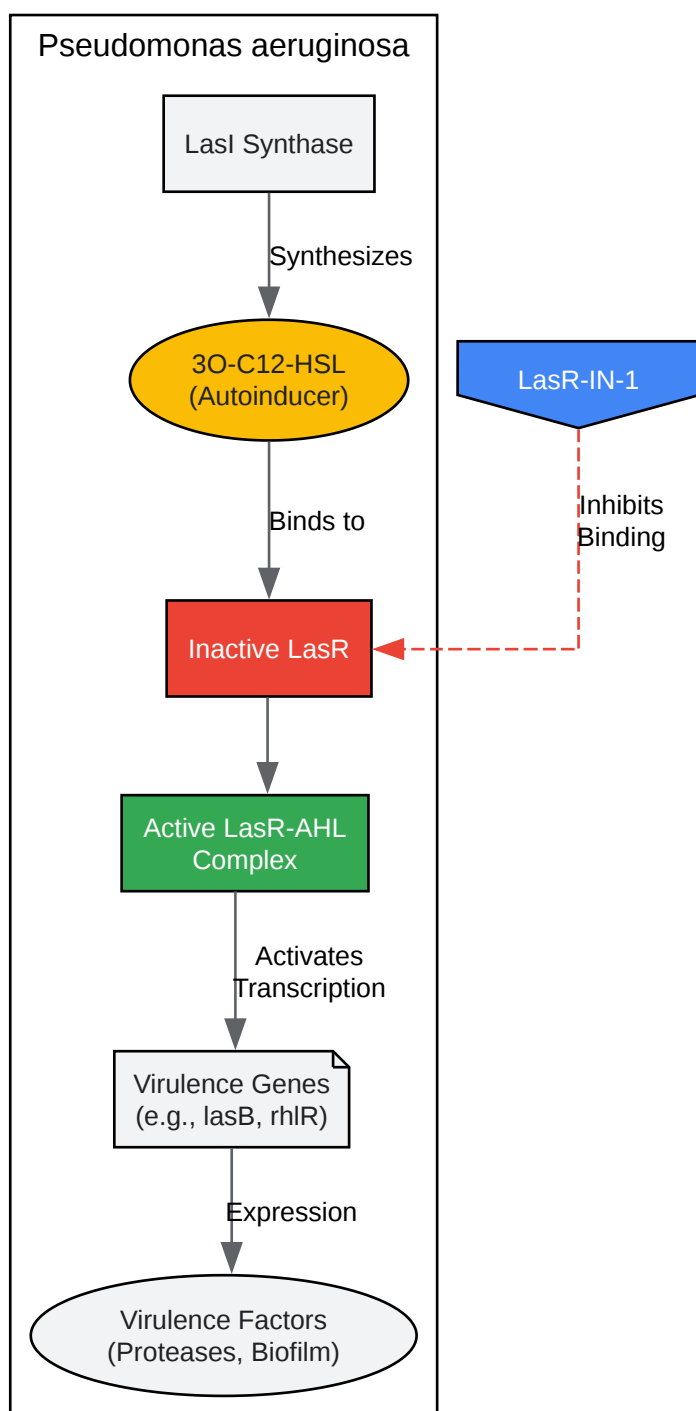 Pseudomonas aeruginosa
LasI Synthase
Synthesizes
3O-C12-HSL
(Autoinducer)
LasR-IN-1
Binds to
Inhibits
Binding
Inactive LasR
Active LasR-AHL
Complex
Activates
Transcription
Virulence Genes
(e.g., lasB, rhlR)
Expression
Virulence Factors
(Proteases, Biofilm)